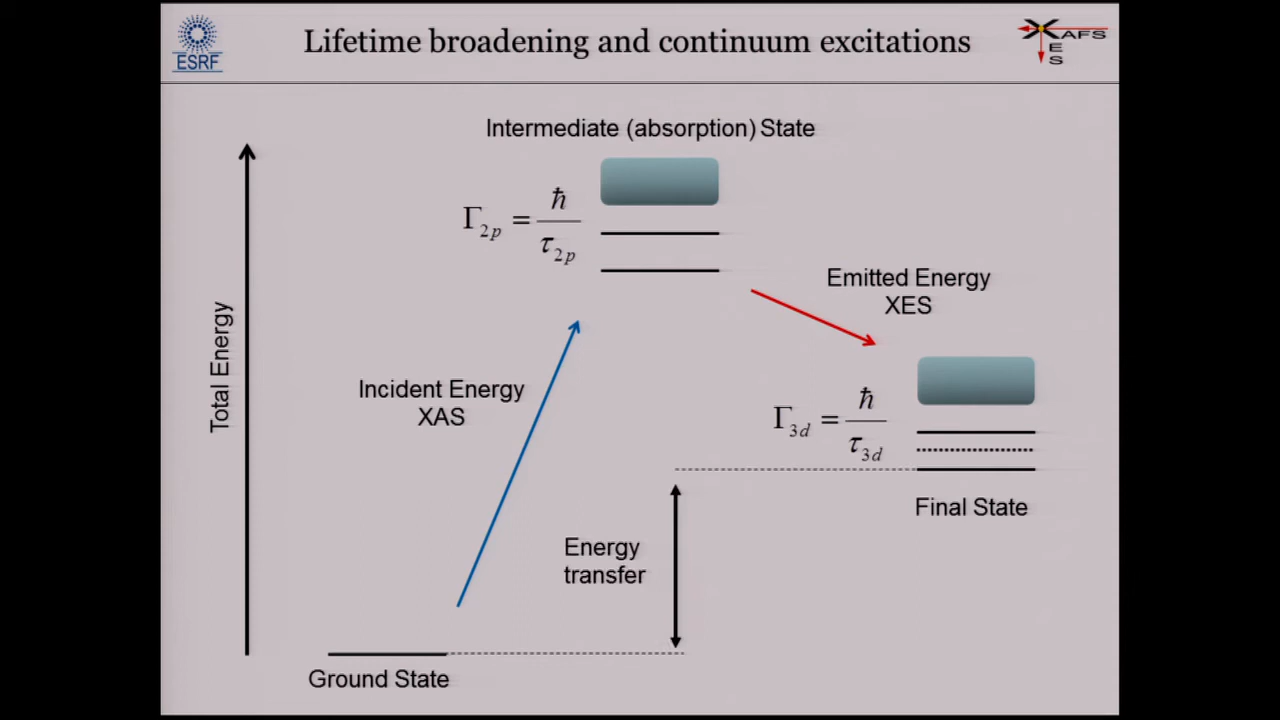 ESRF
Lifetime broadening and continuum excitations
XAFS
E
S
Intermediate (absorption) State
Γ2p = ħ / τ2p
Emitted Energy
XES
Total Energy
Incident Energy
XAS
Γ3d = ħ / τ3d
Final State
Energy
transfer
Ground State